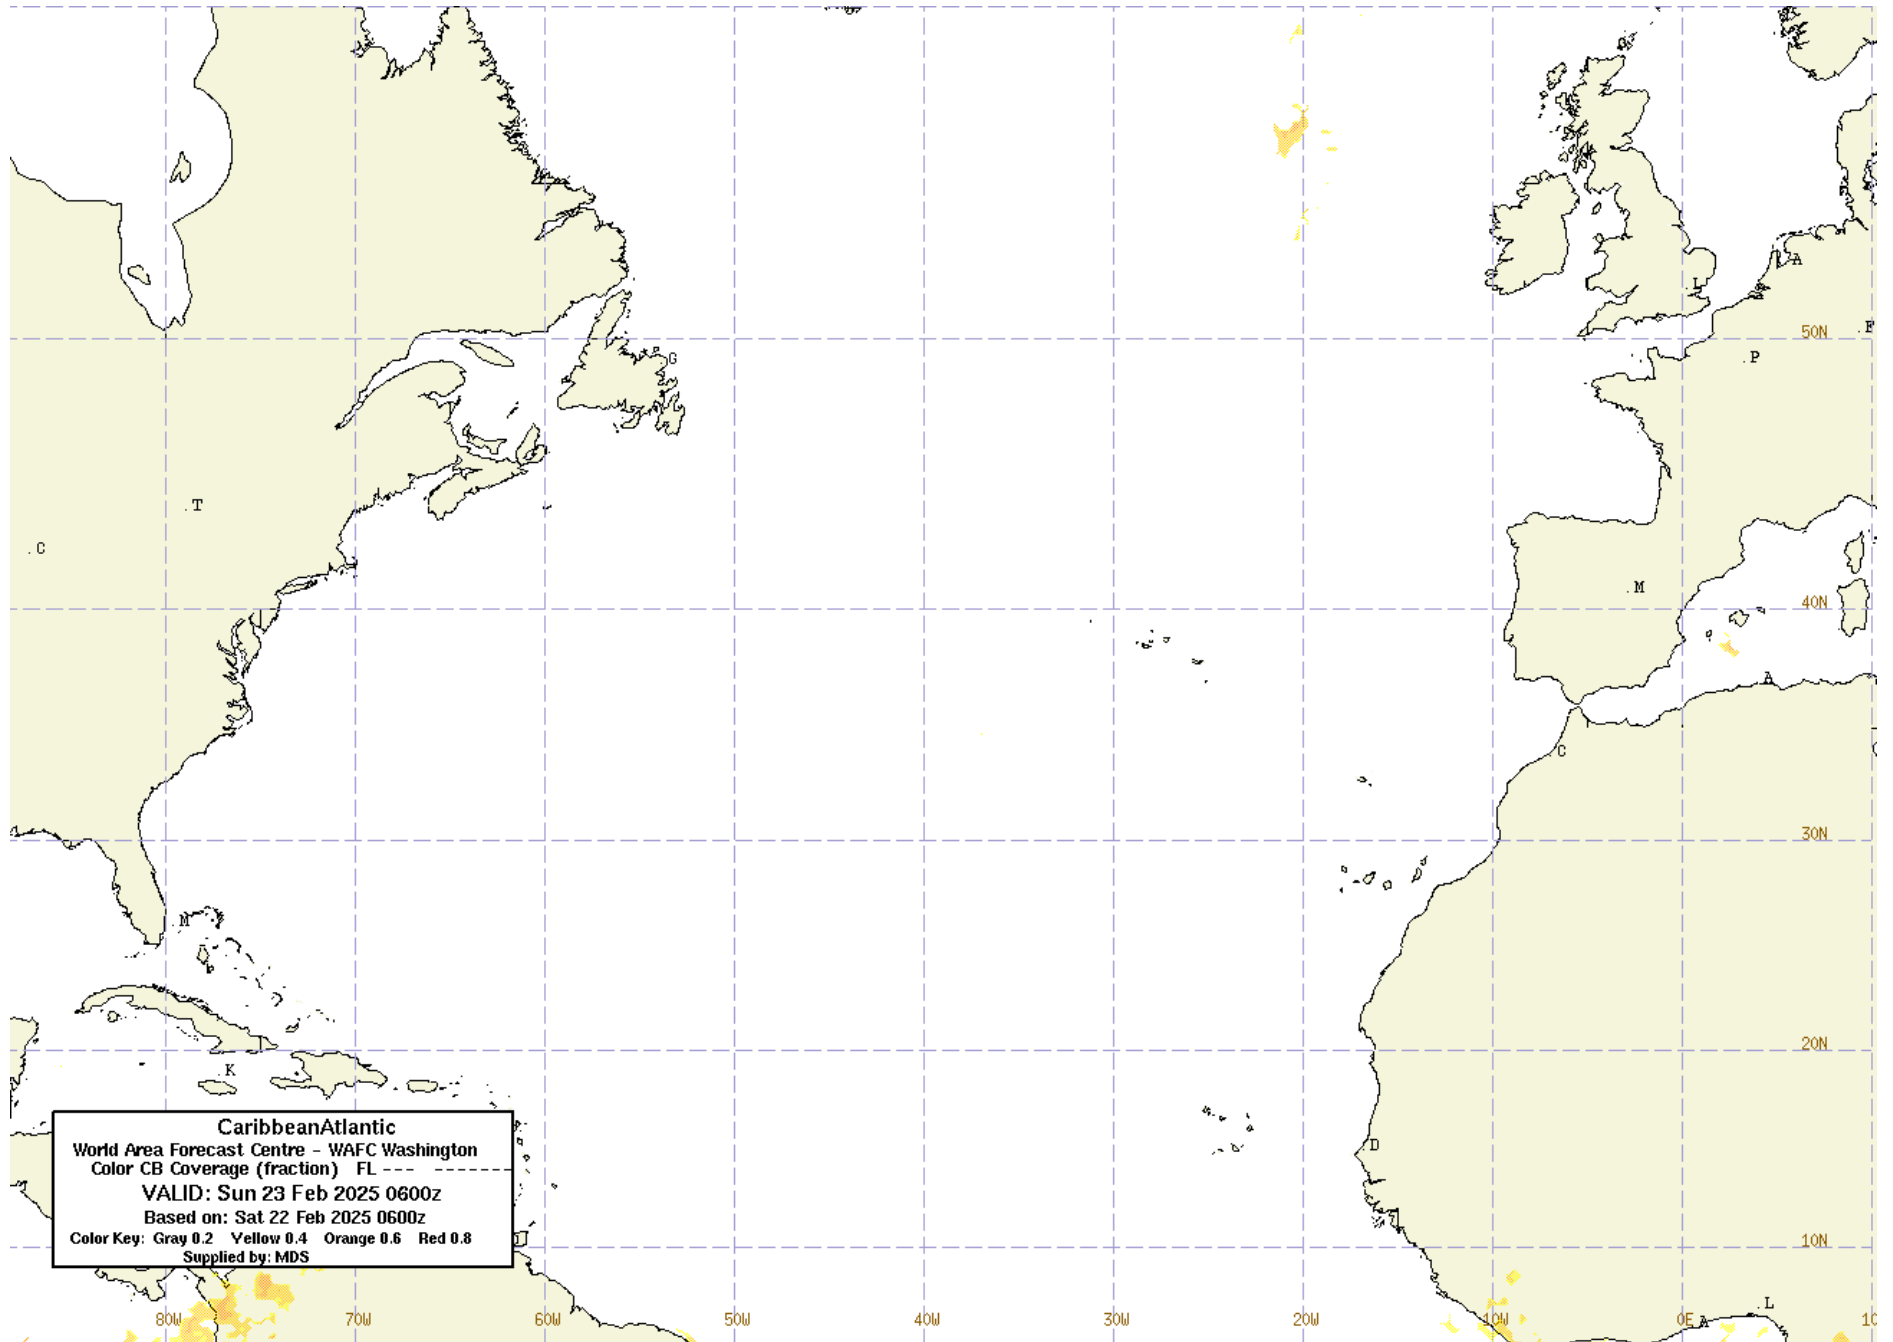 L
A
50N
F
P
G
T
C
M
40N
A
C
C
30N
M
20N
K
D
CaribbeanAtlantic
World Area Forecast Centre - WAFC Washington
Color CB Coverage (fraction) FL --- --------
VALID: Sun 23 Feb 2025 0600z
Based on: Sat 22 Feb 2025 0600z
Color Key: Gray 0.2 Yellow 0.4 Orange 0.6 Red 0.8
Supplied by: MDS
10N
L
80W 70W 60W 50W 40W 30W 20W 10W 0E A 10